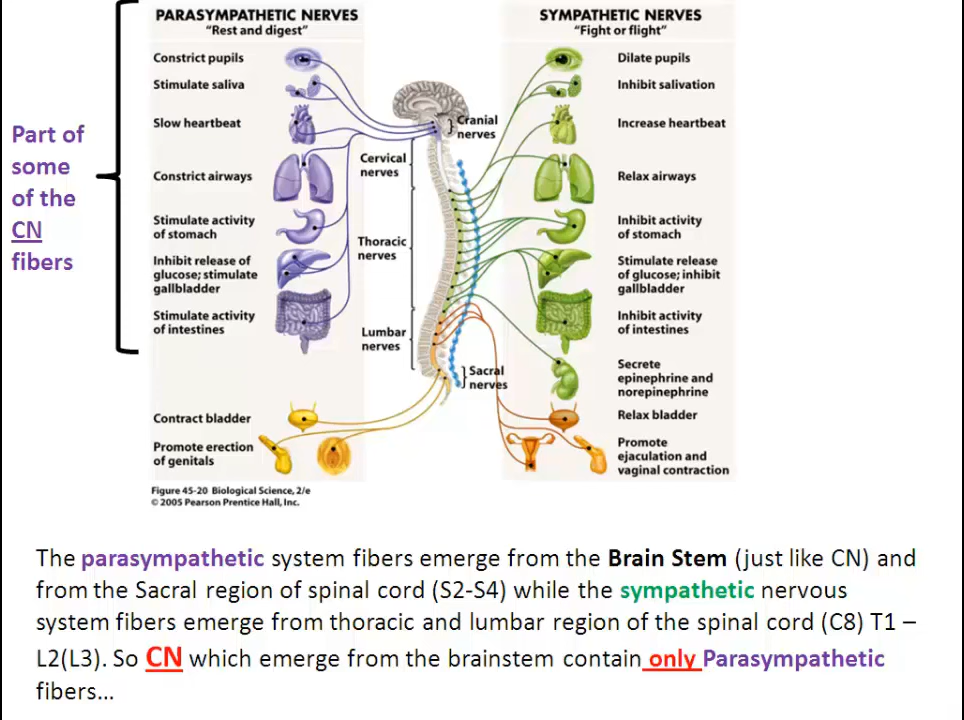 PARASYMPATHETIC NERVES
"Rest and digest"
Constrict pupils
Stimulate saliva
Slow heartbeat
Constrict airways
Stimulate activity
of stomach
Inhibit release of
glucose; stimulate
gallbladder
Stimulate activity
of intestines
Contract bladder
Promote erection
of genitals
Part of
some
of the
CN
fibers
Cranial
nerves
Cervical
nerves
Thoracic
nerves
Lumbar
nerves
Sacral
nerves
SYMPATHETIC NERVES
"Fight or flight"
Dilate pupils
Inhibit salivation
Increase heartbeat
Relax airways
Inhibit activity
of stomach
Stimulate release
of glucose; inhibit
gallbladder
Inhibit activity
of intestines
Secrete
epinephrine and
norepinephrine
Relax bladder
Promote
ejaculation and
vaginal contraction
Figure 45-20 Biological Science, 2/e
© 2005 Pearson Prentice Hall, Inc.
The parasympathetic system fibers emerge from the Brain Stem (just like CN) and
from the Sacral region of spinal cord (S2-S4) while the sympathetic nervous
system fibers emerge from thoracic and lumbar region of the spinal cord (C8) T1 –
L2(L3). So CN which emerge from the brainstem contain only Parasympathetic
fibers...